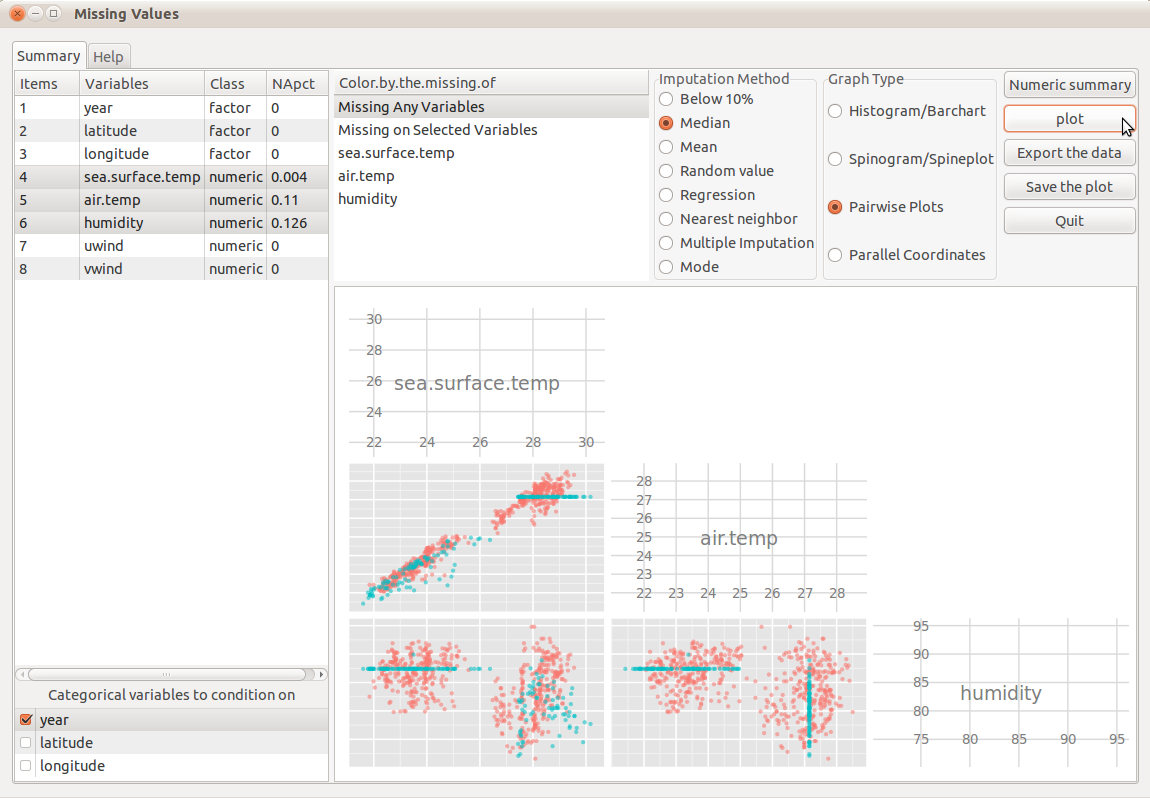 Missing Values
Summary
Help
Items Variables Class NApct
1 year factor 0
2 latitude factor 0
3 longitude factor 0
4 sea.surface.temp numeric 0.004
5 air.temp numeric 0.11
6 humidity numeric 0.126
7 uwind numeric 0
8 vwind numeric 0
Categorical variables to condition on
year
latitude
longitude
Color.by.the.missing.of
Missing Any Variables
Missing on Selected Variables
sea.surface.temp
air.temp
humidity
Imputation Method
Below 10%
Median
Mean
Random value
Regression
Nearest neighbor
Multiple Imputation
Mode
Graph Type
Histogram/Barchart
Spinogram/Spineplot
Pairwise Plots
Parallel Coordinates
Numeric summary
plot
Export the data
Save the plot
Quit
30
28
26
24
sea.surface.temp
22 24 26 28 30
28
27
26
25
24
23
air.temp
22 23 24 25 26 27 28
95
90
85
80
humidity
75 80 85 90 95